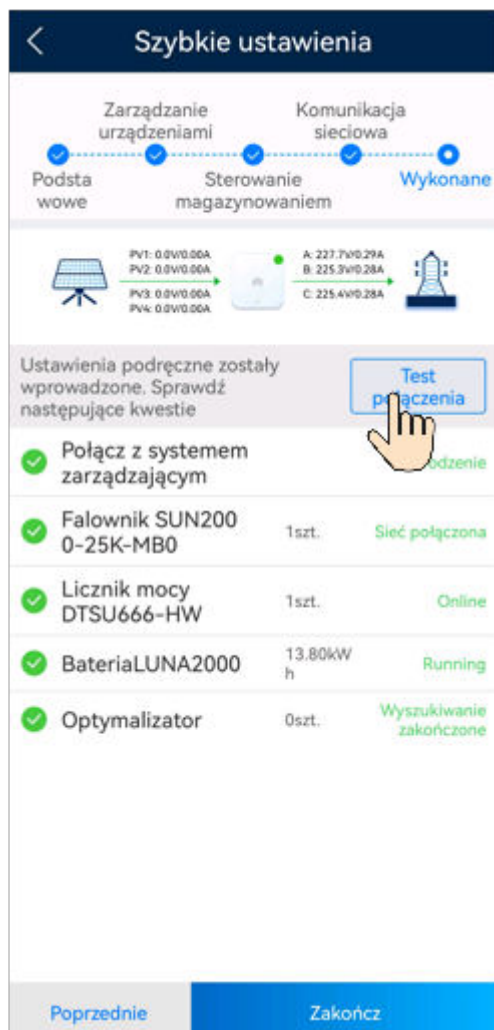 Szybkie ustawienia
Zarządzanie
urządzeniami
Komunikacja
sieciowa
Podsta
wowe
Sterowanie
magazynowaniem
Wykonane
PV1: 0.0V/0.00A
PV2: 0.0V/0.00A
PV3: 0.0V/0.00A
PV4: 0.0V/0.00A
A: 227.7V/0.29A
B: 225.3V/0.28A
C: 225.4V/0.28A
Ustawienia podręczne zostały
wprowadzone. Sprawdź
następujące kwestie
Test
połączenia
Połącz z systemem
zarządzającym
Falownik SUN200
0-25K-MB0
1szt.
Sieć połączona
Licznik mocy
DTSU666-HW
1szt.
Online
BateriaLUNA2000
13.80kW
h
Running
Optymalizator
0szt.
Wyszukiwanie
zakończone
Poprzednie
Zakończ